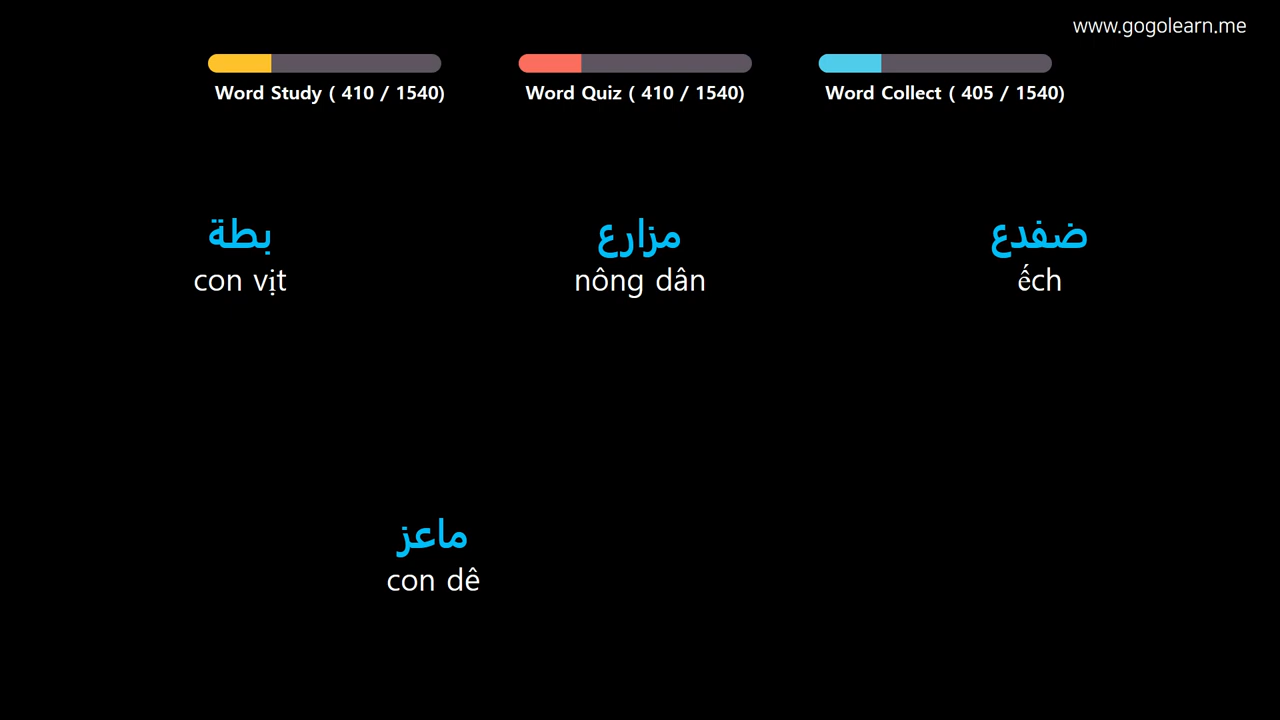 www.gogolearn.me
Word Study ( 410 / 1540)
Word Quiz ( 410 / 1540)
Word Collect ( 405 / 1540)
بطة
con vịt
مزارع
nông dân
ضفدع
ếch
ماعز
con dê